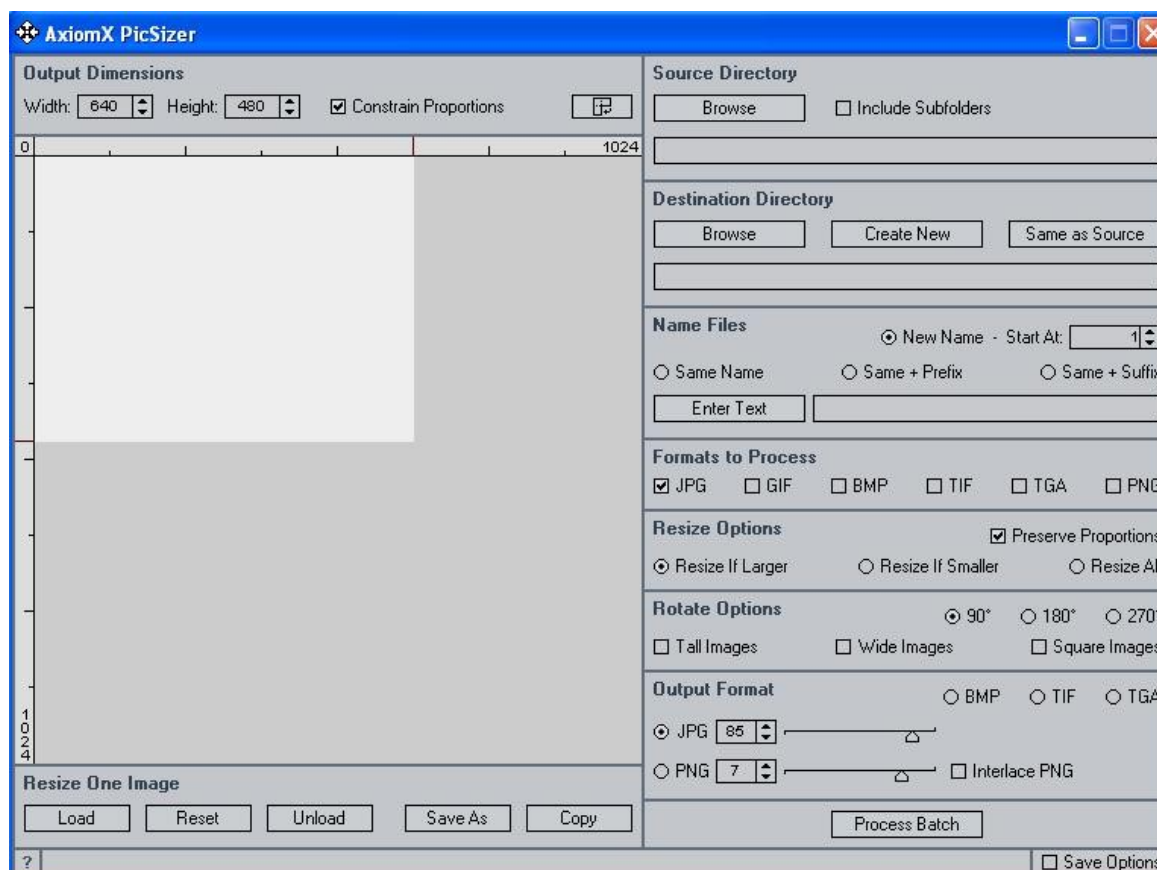 AxiomX PicSizer
Output Dimensions
Width: 640 Height: 480 Constrain Proportions
0 1024
1024
Resize One Image
Load Reset Unload Save As Copy
?
Source Directory
Browse Include Subfolders
Destination Directory
Browse Create New Same as Source
Name Files
New Name - Start At: 1
Same Name Same + Prefix Same + Suffix
Enter Text
Formats to Process
JPG GIF BMP TIF TGA PNG
Resize Options
Preserve Proportions
Resize If Larger Resize If Smaller Resize Al
Rotate Options
90° 180° 270°
Tall Images Wide Images Square Images
Output Format
BMP TIF TGA
JPG 85
PNG 7 Interlace PNG
Process Batch
Save Options